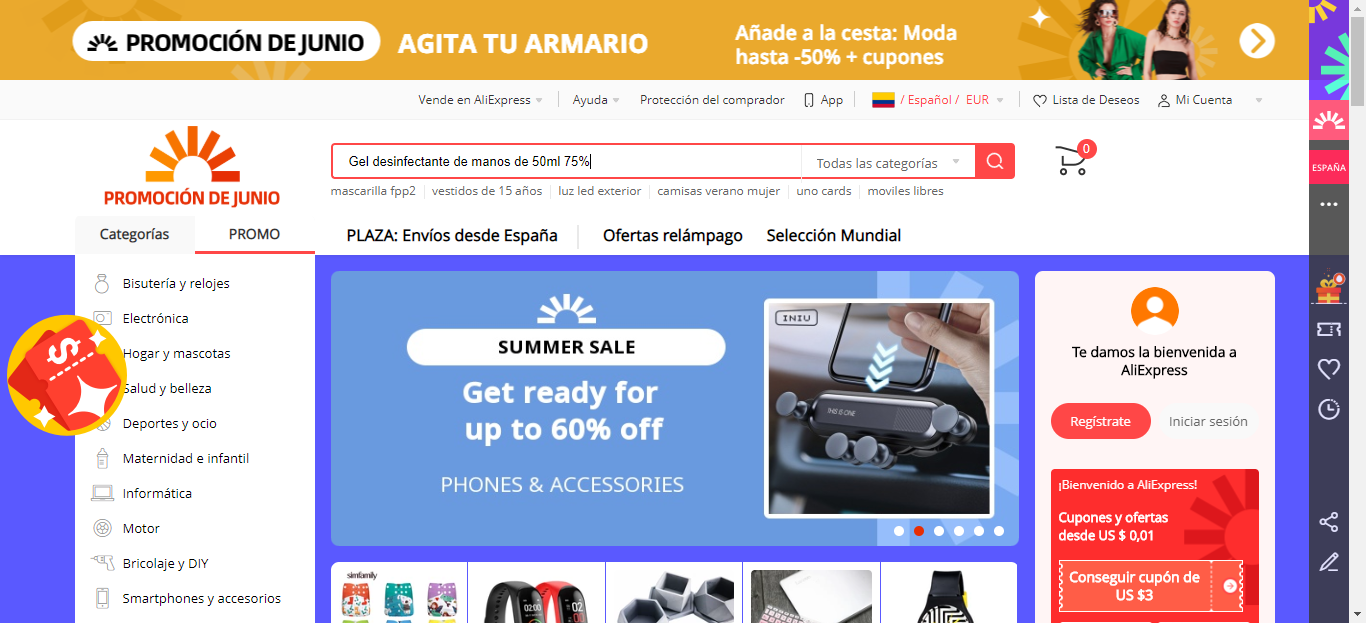 PROMOCIÓN DE JUNIO
AGITA TU ARMARIO
Añade a la cesta: Moda
hasta -50% + cupones
Vende en AliExpress
Ayuda
Protección del comprador
App
/ Español / EUR
Lista de Deseos
Mi Cuenta
PROMOCIÓN DE JUNIO
Gel desinfectante de manos de 50ml 75%
Todas las categorías
0
mascarilla fpp2
vestidos de 15 años
luz led exterior
camisas verano mujer
uno cards
moviles libres
ESPAÑA
Categorías
PROMO
PLAZA: Envíos desde España
Ofertas relámpago
Selección Mundial
Bisutería y relojes
Electrónica
Hogar y mascotas
Salud y belleza
Deportes y ocio
Maternidad e infantil
Informática
Motor
Bricolaje y DIY
Smartphones y accesorios
$
SUMMER SALE
Get ready for
up to 60% off
PHONES & ACCESSORIES
INIU
THIS IS ONE
Te damos la bienvenida a
AliExpress
Regístrate
Iniciar sesión
¡Bienvenido a AliExpress!
Cupones y ofertas
desde US $ 0,01
Conseguir cupón de
US $3
simfamily